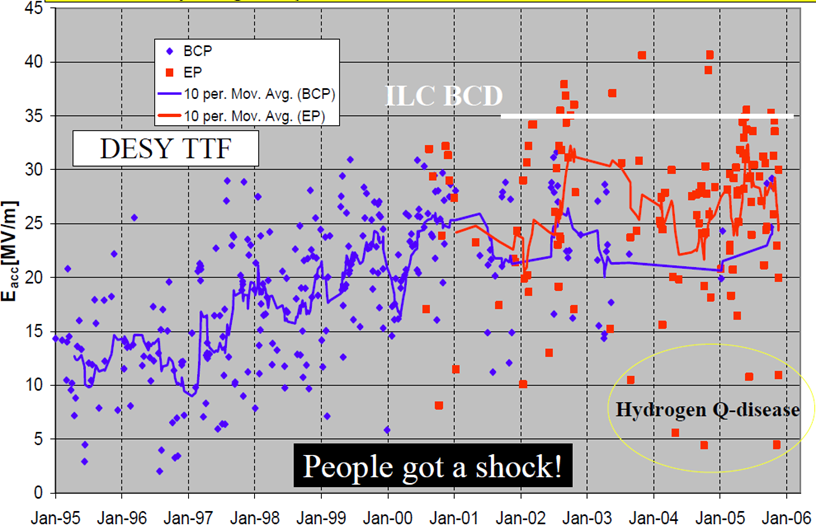 45
40
35
30
25
20
15
10
5
0
Eacc[MV/m]
BCP
EP
10 per. Mov. Avg. (BCP)
10 per. Mov. Avg. (EP)
ILC BCD
DESY TTF
Hydrogen Q-disease
People got a shock!
Jan-95 Jan-96 Jan-97 Jan-98 Jan-99 Jan-00 Jan-01 Jan-02 Jan-03 Jan-04 Jan-05 Jan-06